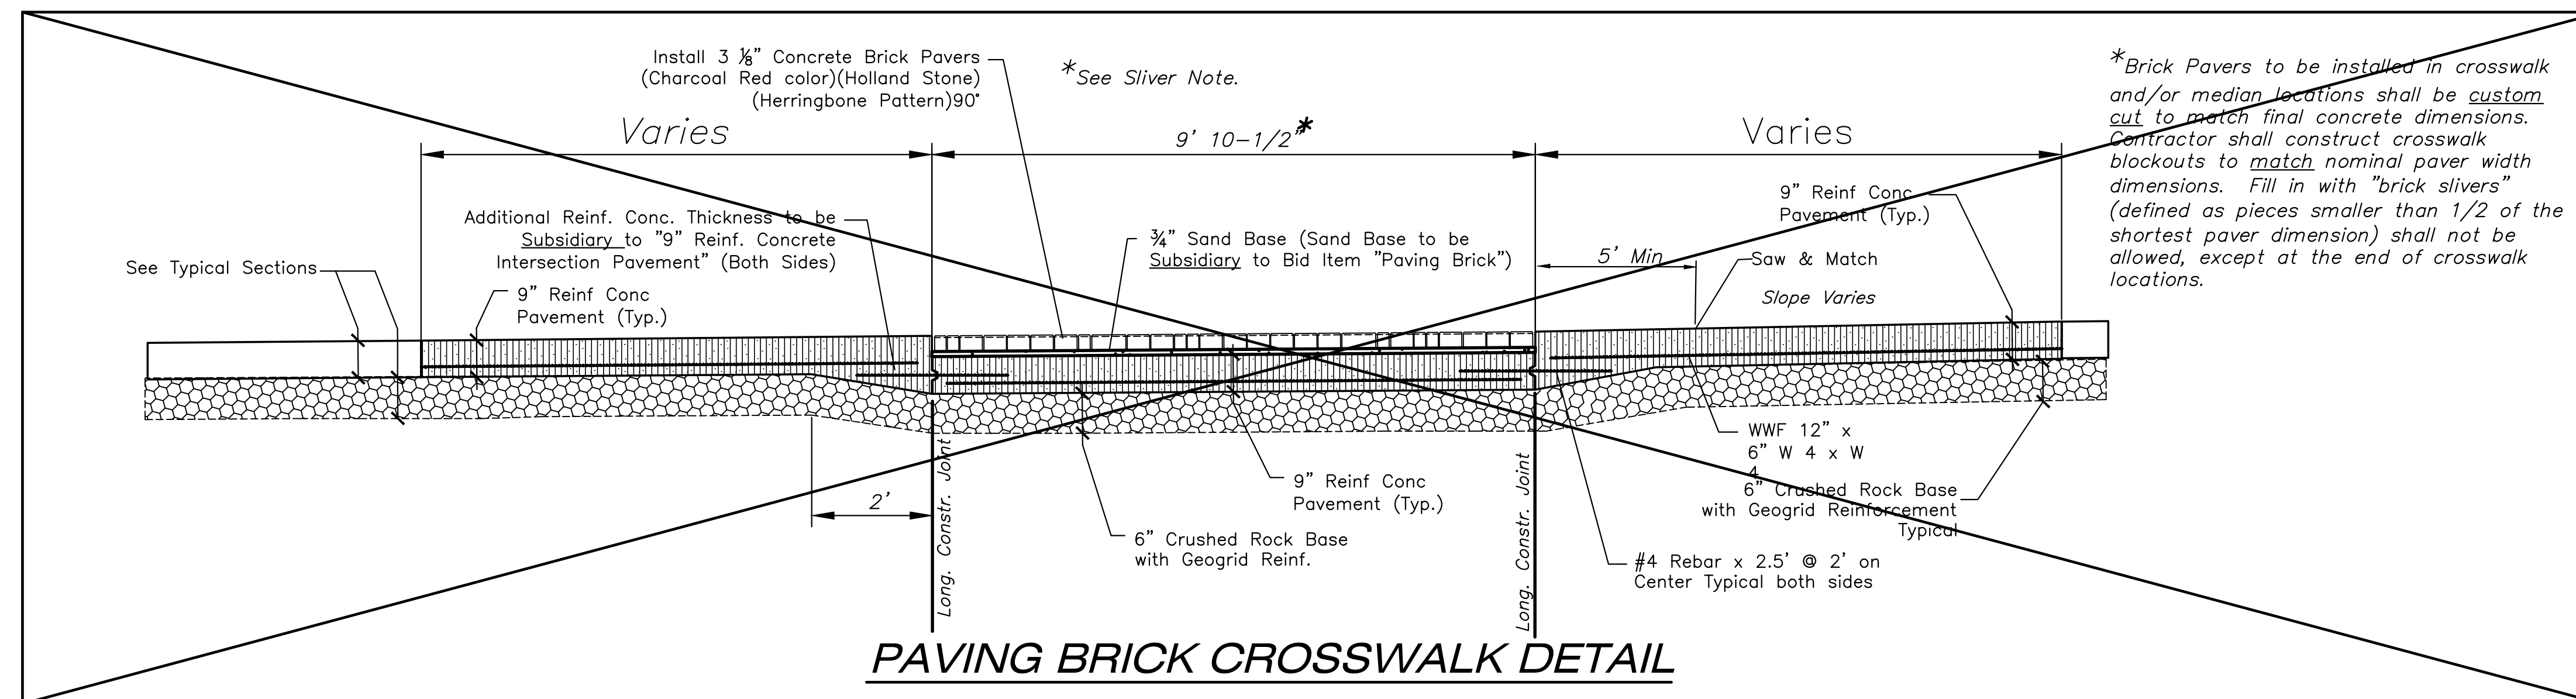 Install 3 ⅛" Concrete Brick Pavers
(Charcoal Red color)(Holland Stone)
(Herringbone Pattern)90°
*See Sliver Note.
*Brick Pavers to be installed in crosswalk
and/or median locations shall be custom
cut to match final concrete dimensions.
Contractor shall construct crosswalk
blockouts to match nominal paver width
dimensions. Fill in with "brick slivers"
(defined as pieces smaller than 1/2 of the
shortest paver dimension) shall not be
allowed, except at the end of crosswalk
locations.
Varies
9' 10-1/2"*
Varies
9" Reinf Conc
Pavement (Typ.)
Additional Reinf. Conc. Thickness to be
Subsidiary to "9" Reinf. Concrete
Intersection Pavement" (Both Sides)
¾" Sand Base (Sand Base to be
Subsidiary to Bid Item "Paving Brick")
5' Min
Saw & Match
Slope Varies
See Typical Sections
9" Reinf Conc
Pavement (Typ.)
WWF 12" x
6" W 4 x W
4
6" Crushed Rock Base
with Geogrid Reinforcement
Typical
2'
Long. Constr. Joint
9" Reinf Conc
Pavement (Typ.)
6" Crushed Rock Base
with Geogrid Reinf.
Long. Constr. Joint
#4 Rebar x 2.5' @ 2' on
Center Typical both sides
PAVING BRICK CROSSWALK DETAIL